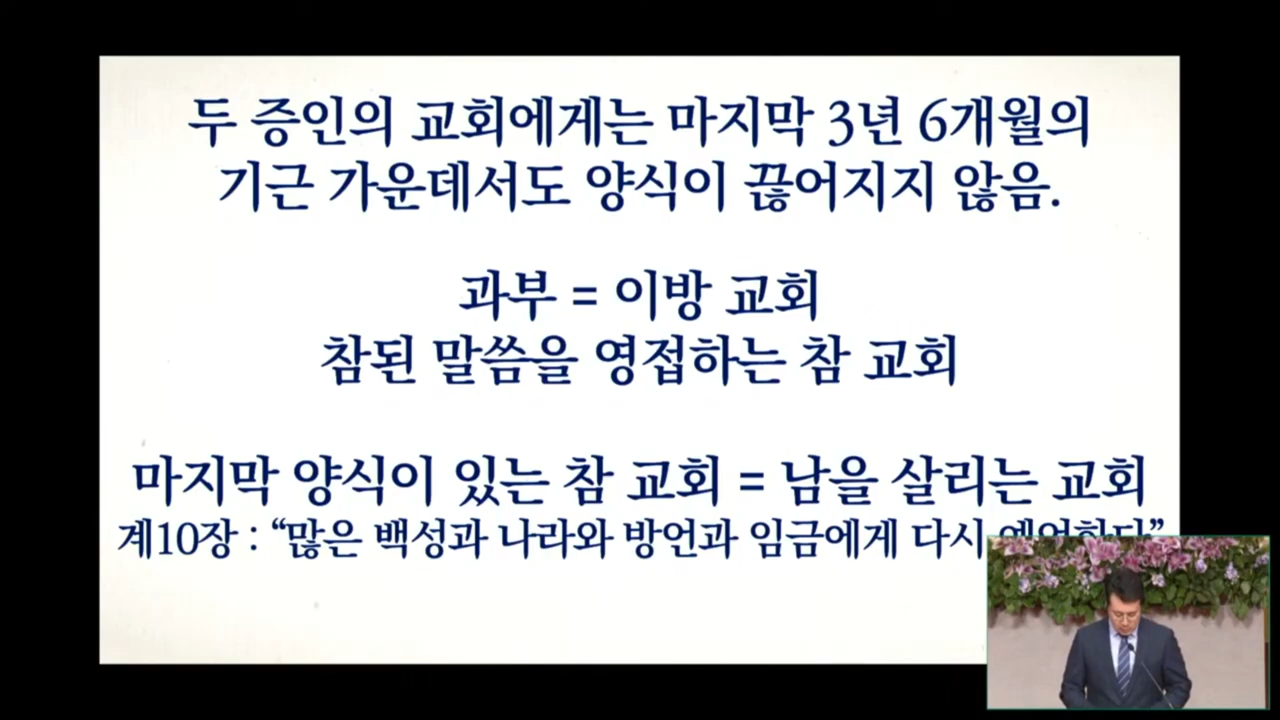 두 증인의 교회에게는 마지막 3년 6개월의
기근 가운데서도 양식이 끊어지지 않음.
과부 = 이방 교회
참된 말씀을 영접하는 참 교회
마지막 양식이 있는 참 교회 = 남을 살리는 교회
계10장 : “많은 백성과 나라와 방언과 임금에게 다시